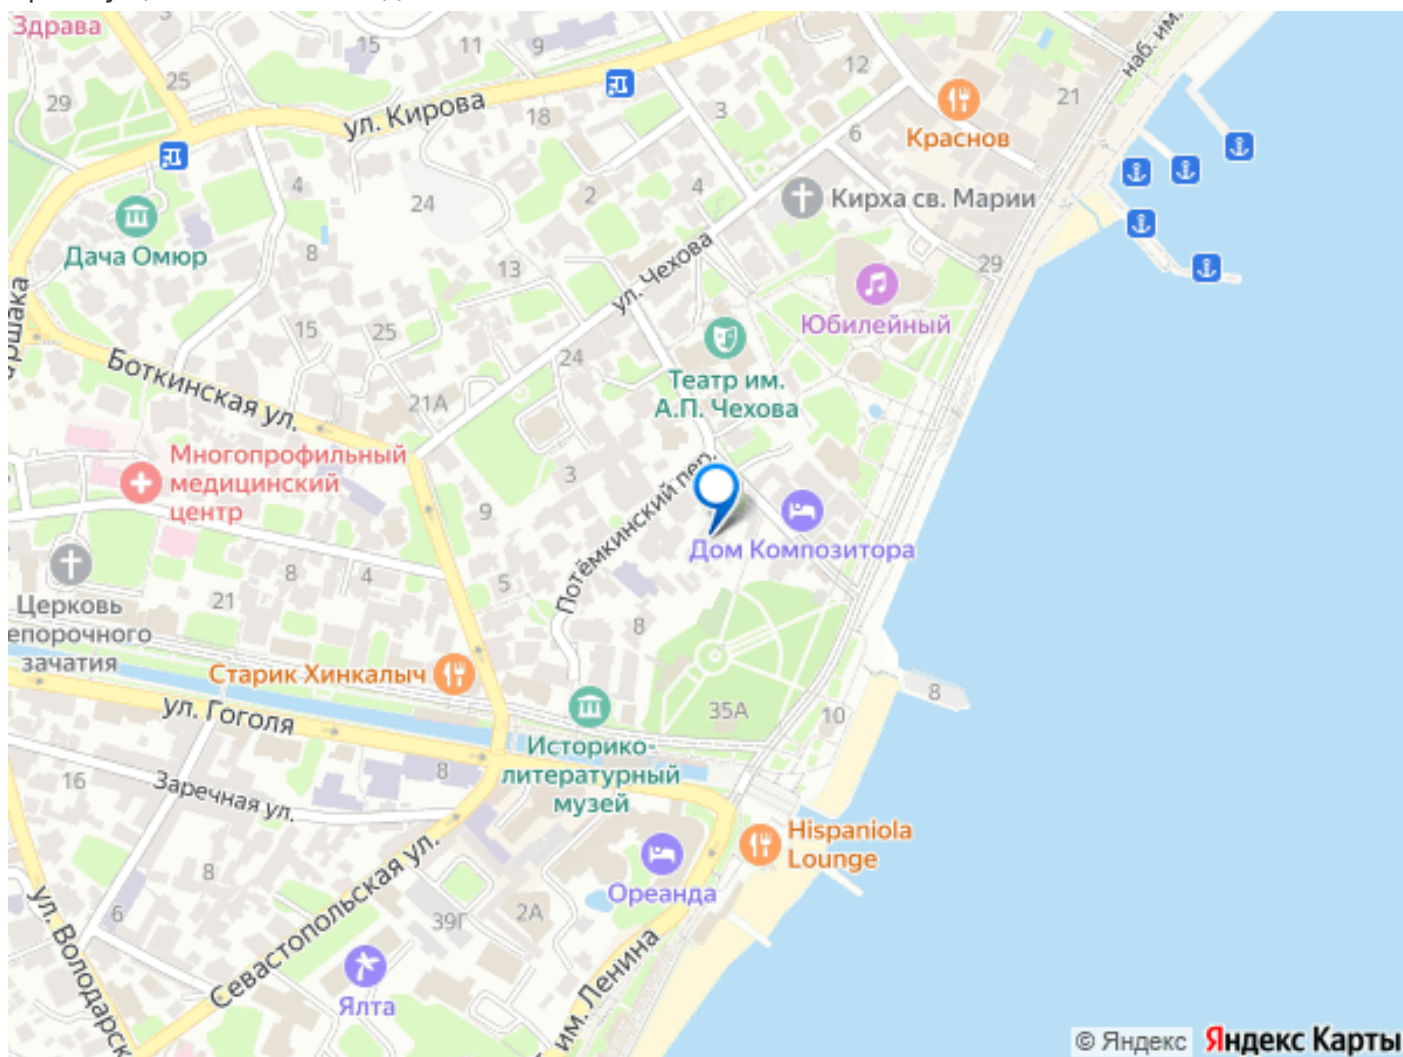 Здрава
15
11
9
12
наб. им.
25
29
ул. Кирова
18
3
21
6
Краснов
4
24
2
4
Кирха св. Марии
Дача Омюр
8
13
ул. Чехова
29
Юбилейный
15
25
24
Театр им.
А.П. Чехова
Боткинская ул.
21А
Многопрофильный
медицинский
центр
3
9
Потёмкинский пер.
Дом Композитора
8
4
5
21
Церковь
епорочного
зачатия
8
Старик Хинкалыч
8
ул. Гоголя
35А
10
Историко-
литературный
музей
8
16
Заречная ул.
Hispaniola
Lounge
8
Ореанда
6
39Г
2А
ул. Володарск
Севастопольская ул.
им. Ленина
Ялта
© Яндекс Яндекс Карты